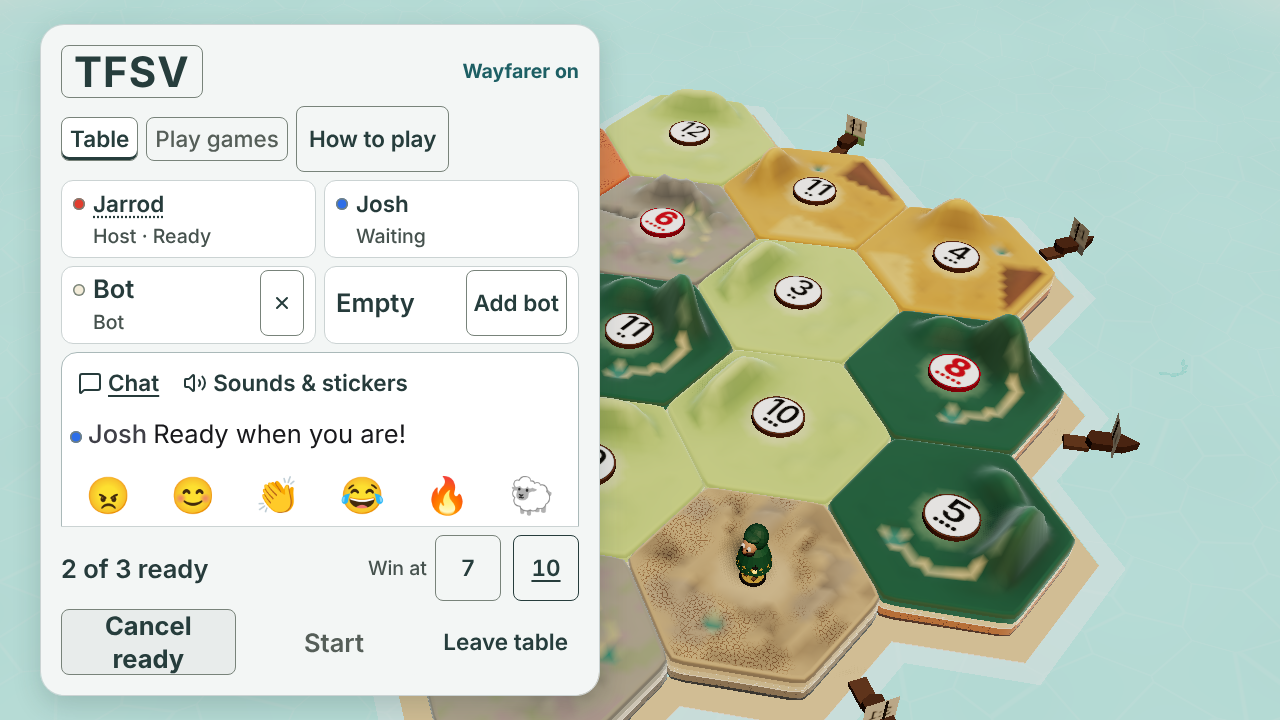 TFSV
Wayfarer on
Table
Play games
How to play
Jarrod
Host · Ready
Josh
Waiting
Bot
Bot
×
Empty
Add bot
Chat
Sounds & stickers
Josh Ready when you are!
2 of 3 ready
Win at
7
10
Cancel
ready
Start
Leave table
12
11
6
4
3
11
8
10
5